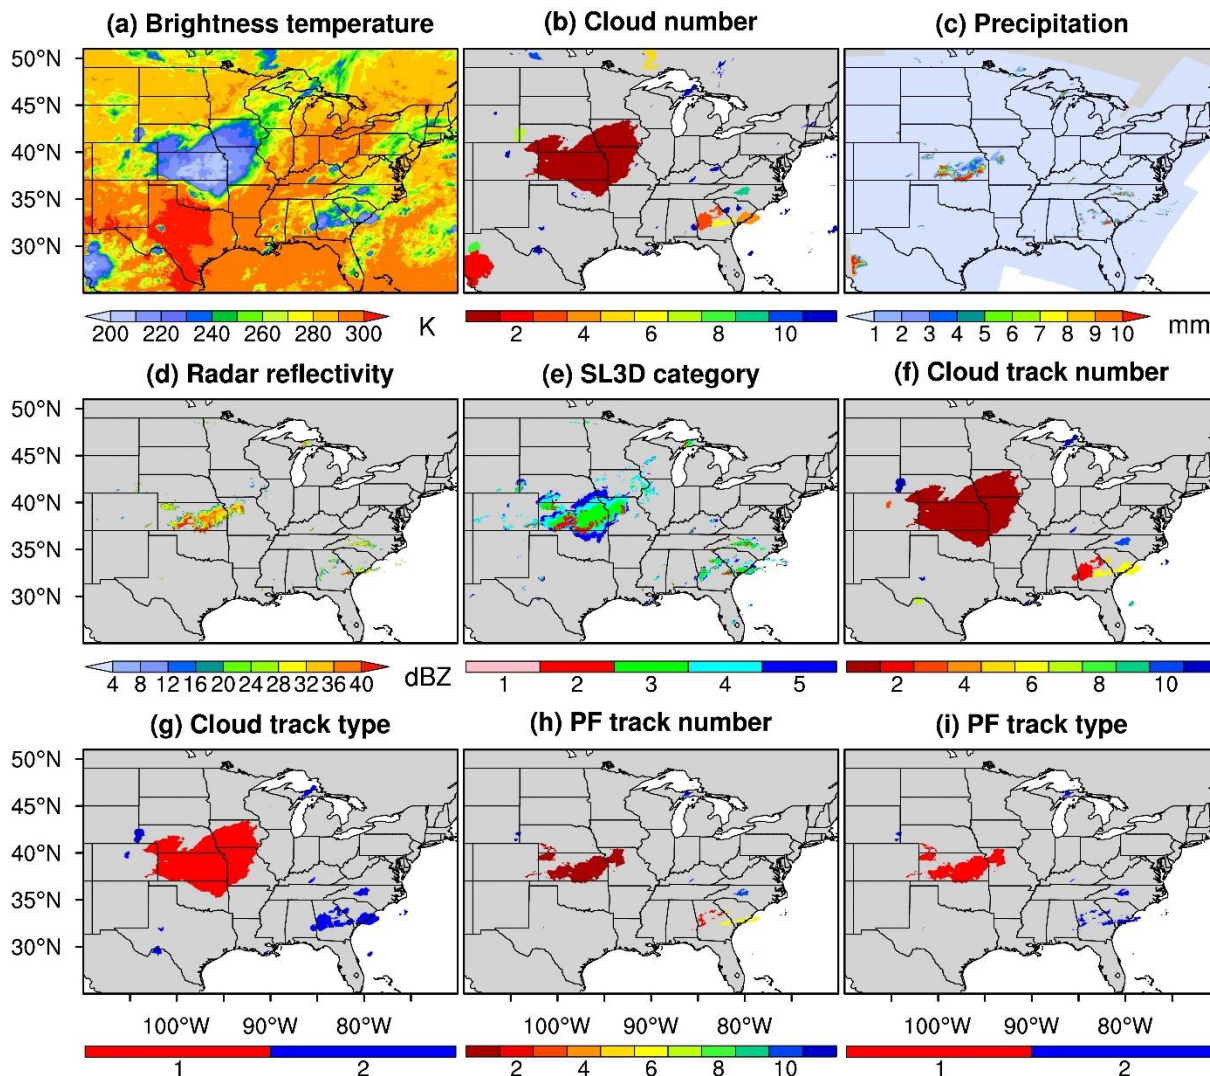 (a) Brightness temperature (b) Cloud number (c) Precipitation
50°N
45°N
40°N
35°N
30°N
200 220 240 260 280 300 K 2 4 6 8 10 1 2 3 4 5 6 7 8 9 10 mm
(d) Radar reflectivity (e) SL3D category (f) Cloud track number
50°N
45°N
40°N
35°N
30°N
4 8 12 16 20 24 28 32 36 40 dBZ 1 2 3 4 5 2 4 6 8 10
(g) Cloud track type (h) PF track number (i) PF track type
50°N
45°N
40°N
35°N
30°N
100°W 90°W 80°W 100°W 90°W 80°W 100°W 90°W 80°W
1 2 2 4 6 8 10 1 2